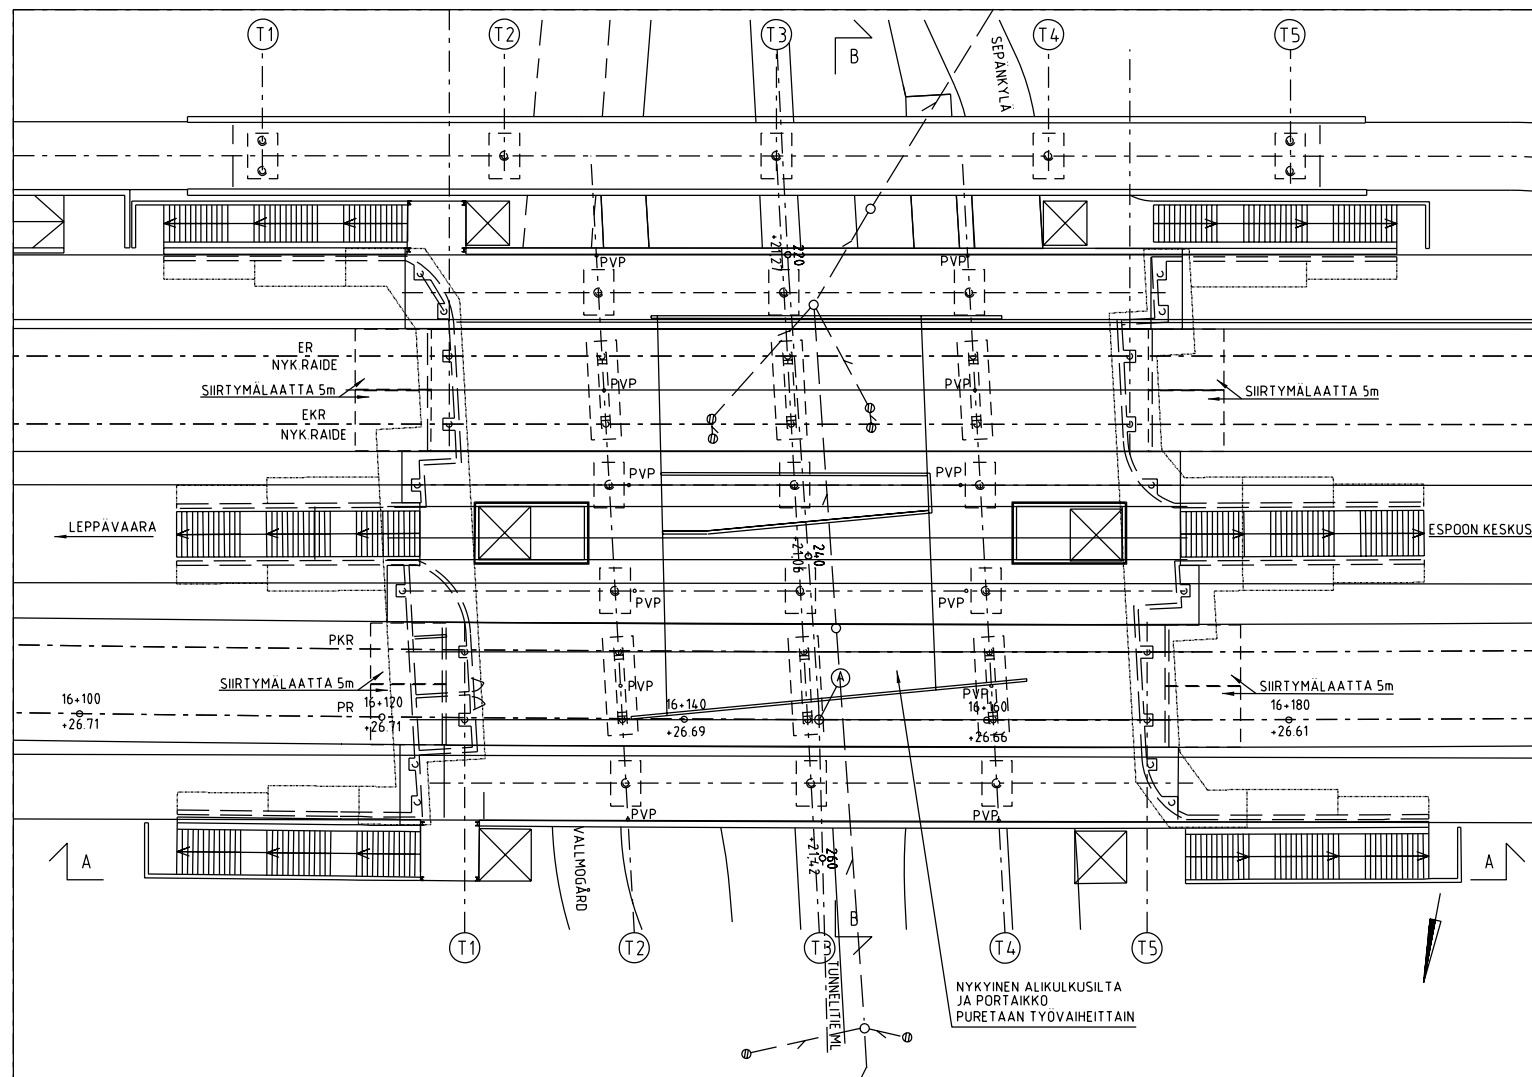 T1
T2
T3
T4
T5
B
SEPÄNKYLÄ
220
+21.27
PVP
PVP
ER
NYK.RAIDE
SIIRTYMÄLAATTA 5m
PVP
PVP
SIIRTYMÄLAATTA 5m
EKR
NYK.RAIDE
PVP
PVP
LEPPÄVAARA
ESPOON KESKUS
240
+21.06
PVP
PVP
PKR
SIIRTYMÄLAATTA 5m
PVP
A
PVP
SIIRTYMÄLAATTA 5m
16+100
+26.71
16+120
+26.71
PR
16+140
+26.69
16+160
+26.66
16+180
+26.61
PVP
PVP
A
VALLMOGÅRD
260
+21.42
A
B
T1
T2
T3
T4
T5
TUNNELITIE ML
NYKYINEN ALIKULKUSILTA
JA PORTAIKKO
PURETAAN TYÖVAIHEITTAIN